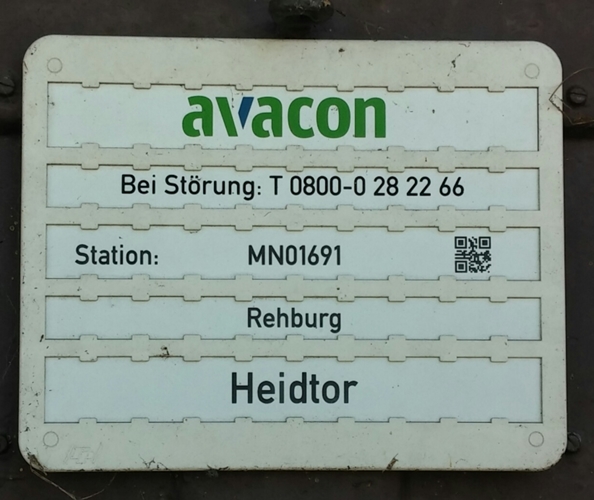 avacon
Bei Störung: T 0800-0 28 22 66
Station: MN01691
Rehburg
Heidtor